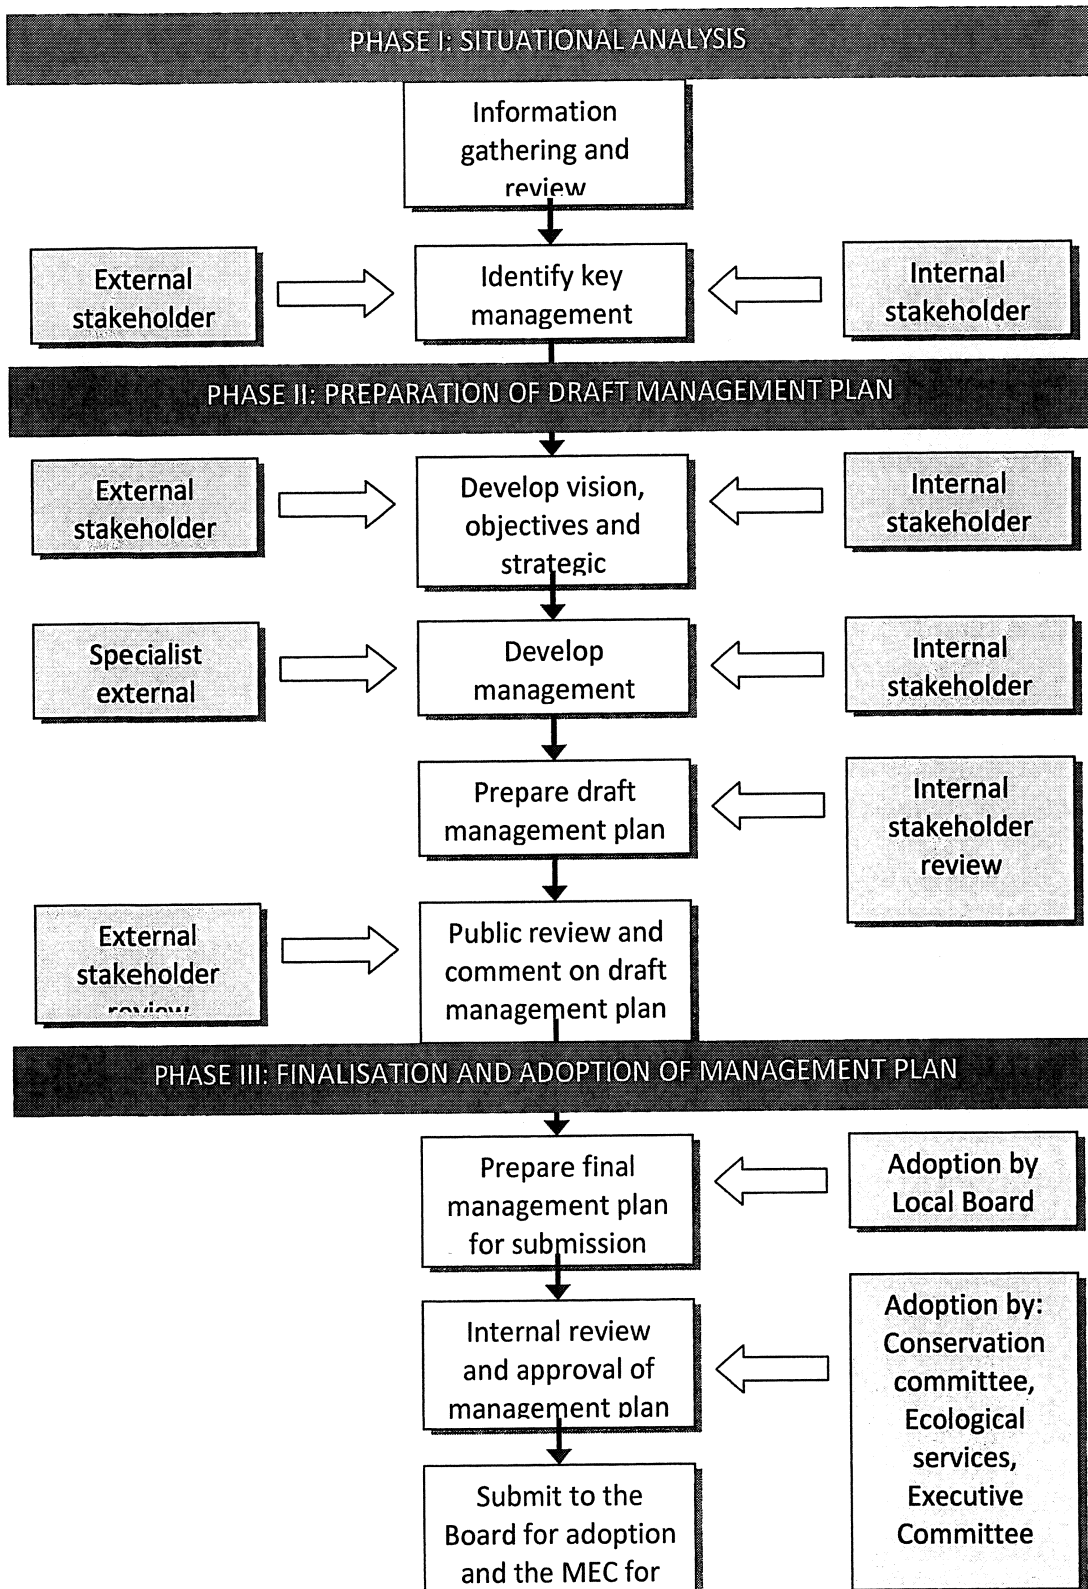 PHASE I: SITUATIONAL ANALYSIS
Information
gathering and
review
External
stakeholder
Identify key
management
Internal
stakeholder
PHASE II: PREPARATION OF DRAFT MANAGEMENT PLAN
External
stakeholder
Develop vision,
objectives and
strategic
Internal
stakeholder
Specialist
external
Develop
management
Internal
stakeholder
Prepare draft
management plan
Internal
stakeholder
review
External
stakeholder
review
Public review and
comment on draft
management plan
PHASE III: FINALISATION AND ADOPTION OF MANAGEMENT PLAN
Prepare final
management plan
for submission
Adoption by
Local Board
Internal review
and approval of
management plan
Adoption by:
Conservation
committee,
Ecological
services,
Executive
Committee
Submit to the
Board for adoption
and the MEC for